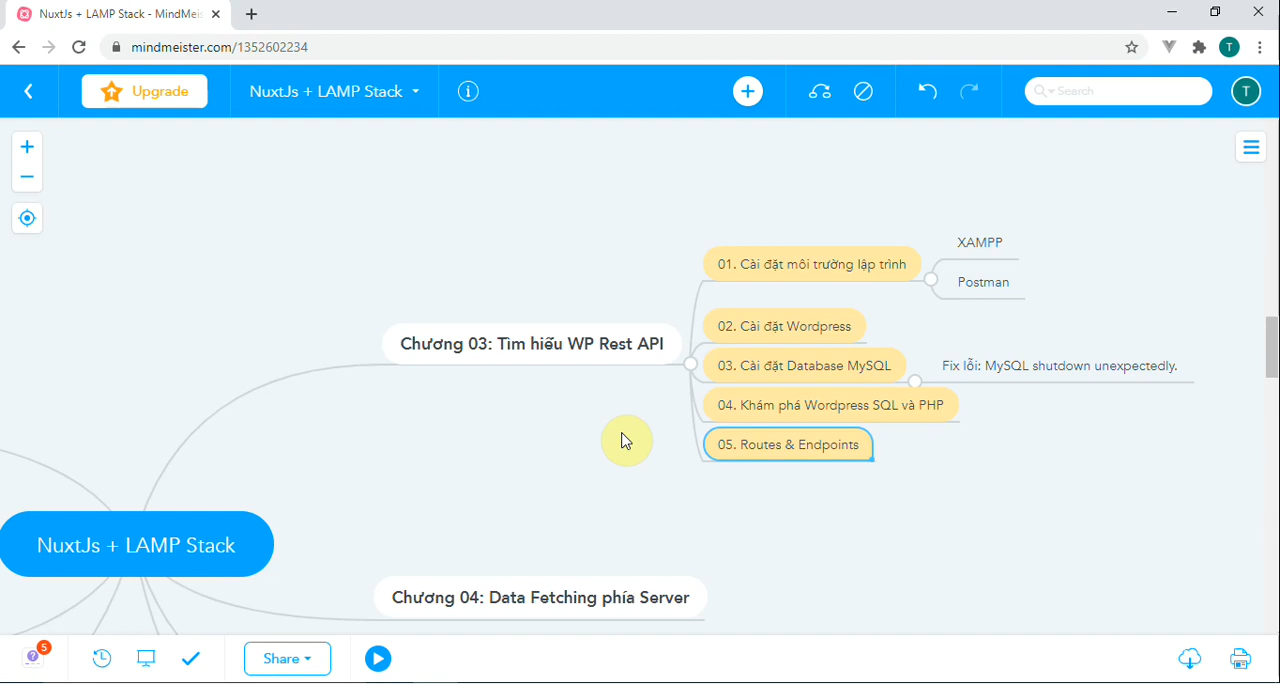 NuxtJs + LAMP Stack - MindMeis
mindmeister.com/1352602234
T
Upgrade
NuxtJs + LAMP Stack
Search
T
XAMPP
01. Cài đặt môi trường lập trình
Postman
02. Cài đặt Wordpress
Chương 03: Tìm hiểu WP Rest API
03. Cài đặt Database MySQL
Fix lỗi: MySQL shutdown unexpectedly.
04. Khám phá Wordpress SQL và PHP
05. Routes & Endpoints
NuxtJs + LAMP Stack
Chương 04: Data Fetching phía Server
5
Share